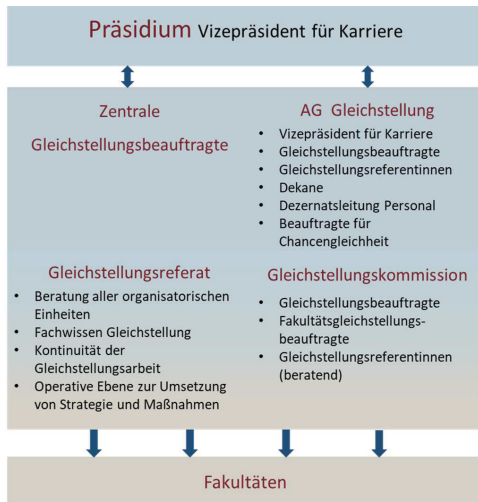 Präsidium Vizepräsident für Karriere
Zentrale
Gleichstellungsbeauftragte
AG Gleichstellung
• Vizepräsident für Karriere
• Gleichstellungsbeauftragte
• Gleichstellungsreferentinnen
• Dekane
• Dezernatsleitung Personal
• Beauftragte für
Chancengleichheit
Gleichstellungsreferat
• Beratung aller organisatorischen
Einheiten
• Fachwissen Gleichstellung
• Kontinuität der
Gleichstellungsarbeit
• Operative Ebene zur Umsetzung
von Strategie und Maßnahmen
Gleichstellungskommission
• Gleichstellungsbeauftragte
• Fakultätsgleichstellungs-
beauftragte
• Gleichstellungsreferentinnen
(beratend)
Fakultäten